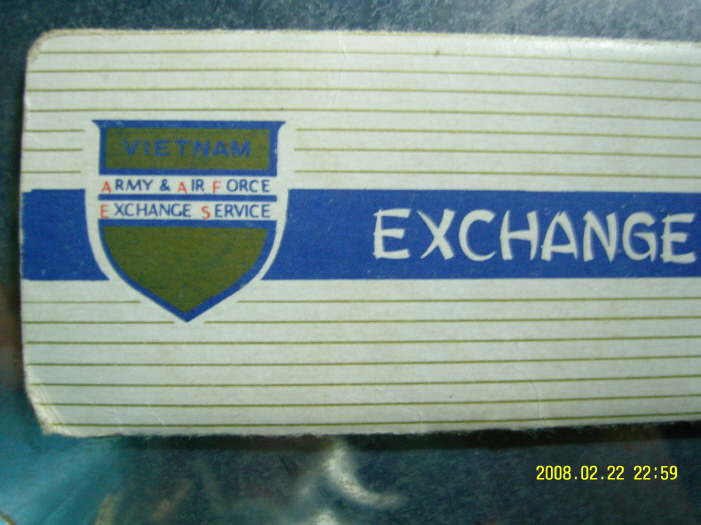 VIETNAM
ARMY & AIR FORCE
EXCHANGE SERVICE
EXCHANGE
2008.02.22 22:59